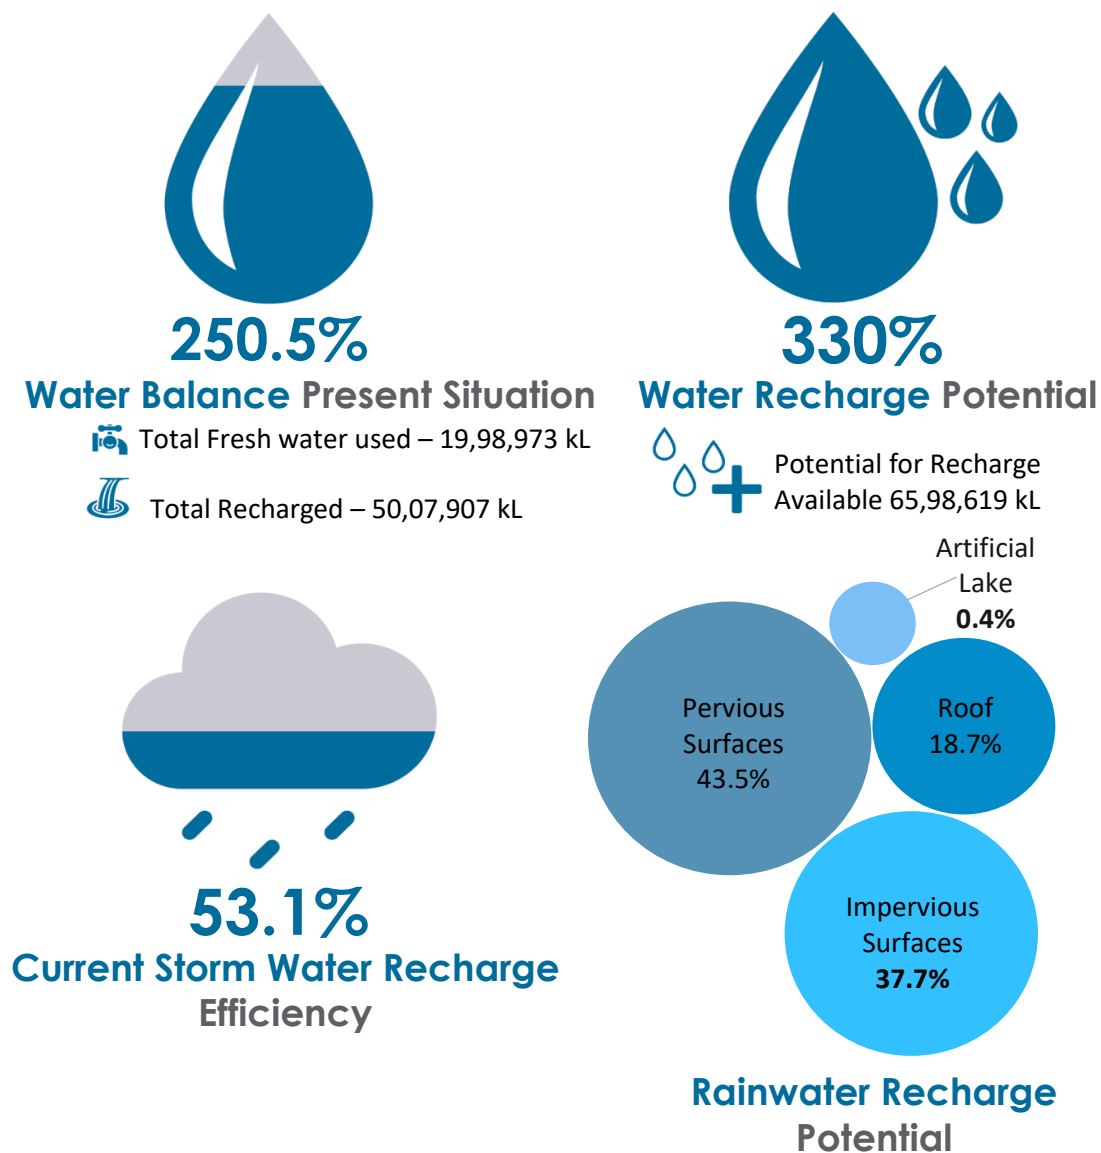 250.5%
Water Balance Present Situation
Total Fresh water used – 19,98,973 kL
Total Recharged – 50,07,907 kL
330%
Water Recharge Potential
Potential for Recharge
Available 65,98,619 kL
53.1%
Current Storm Water Recharge
Efficiency
Artificial
Lake
0.4%
Pervious
Surfaces
43.5%
Roof
18.7%
Impervious
Surfaces
37.7%
Rainwater Recharge
Potential